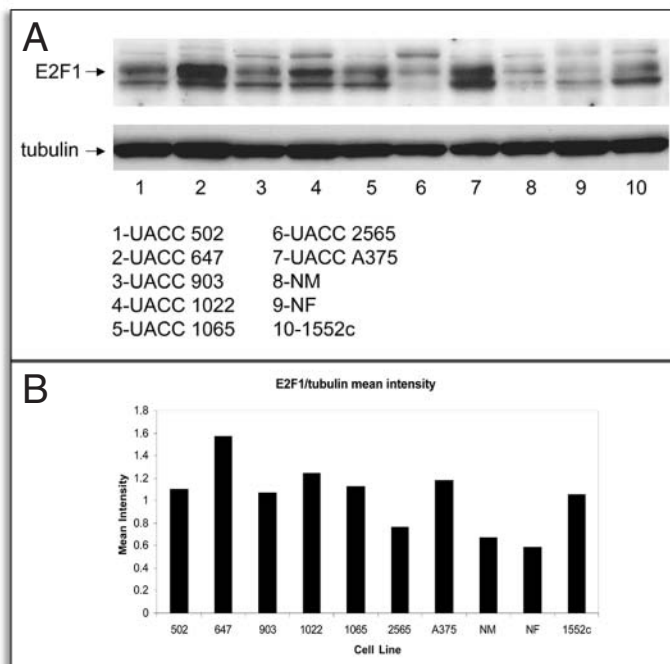 A
E2F1
tubulin
1 2 3 4 5 6 7 8 9 10
1-UACC 502 6-UACC 2565
2-UACC 647 7-UACC A375
3-UACC 903 8-NM
4-UACC 1022 9-NF
5-UACC 1065 10-1552c
B
E2F1/tubulin mean intensity
Mean Intensity
1.8
1.6
1.4
1.2
1
0.8
0.6
0.4
0.2
0
502 647 903 1022 1065 2565 A375 NM NF 1552c
Cell Line